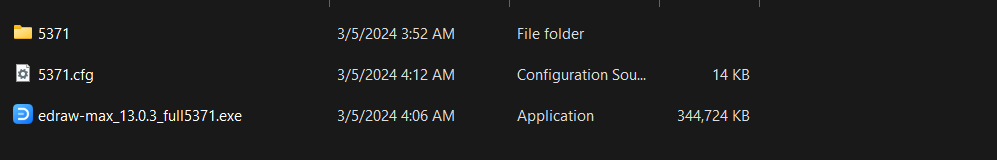 5371 3/5/2024 3:52 AM File folder
5371.cfg 3/5/2024 4:12 AM Configuration Sou... 14 KB
edraw-max_13.0.3_full5371.exe 3/5/2024 4:06 AM Application 344,724 KB